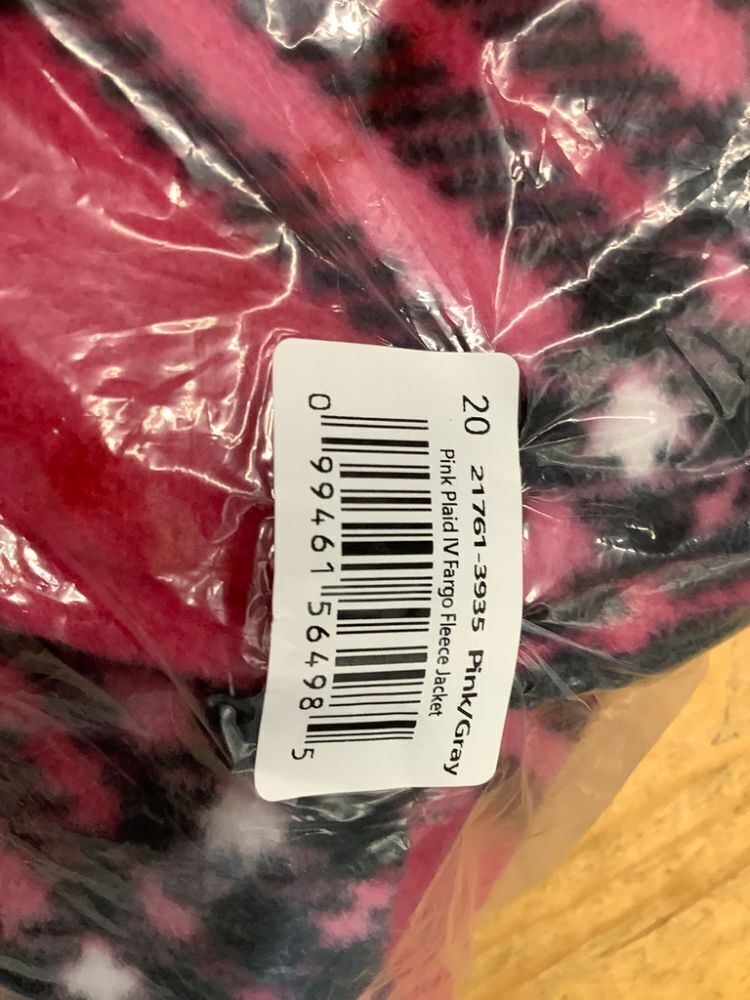 20 21761-3935 Pink/Gray
Pink Plaid IV Fargo Fleece Jacket
0 99461 56498 5